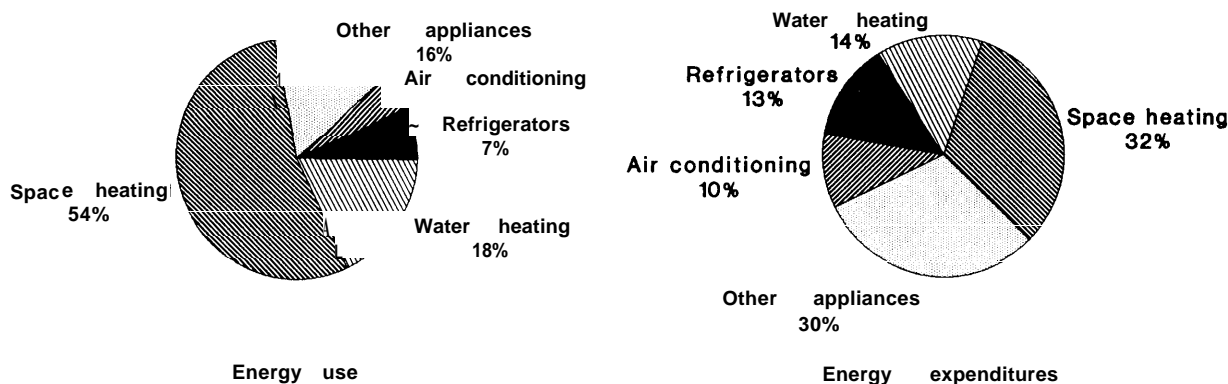 Other appliances
16%
Air conditioning
Refrigerators
7%
Space heating
54%
Water heating
18%
Energy use
Water heating
14%
Refrigerators
13%
Space heating
32%
Air conditioning
10%
Other appliances
30%
Energy expenditures